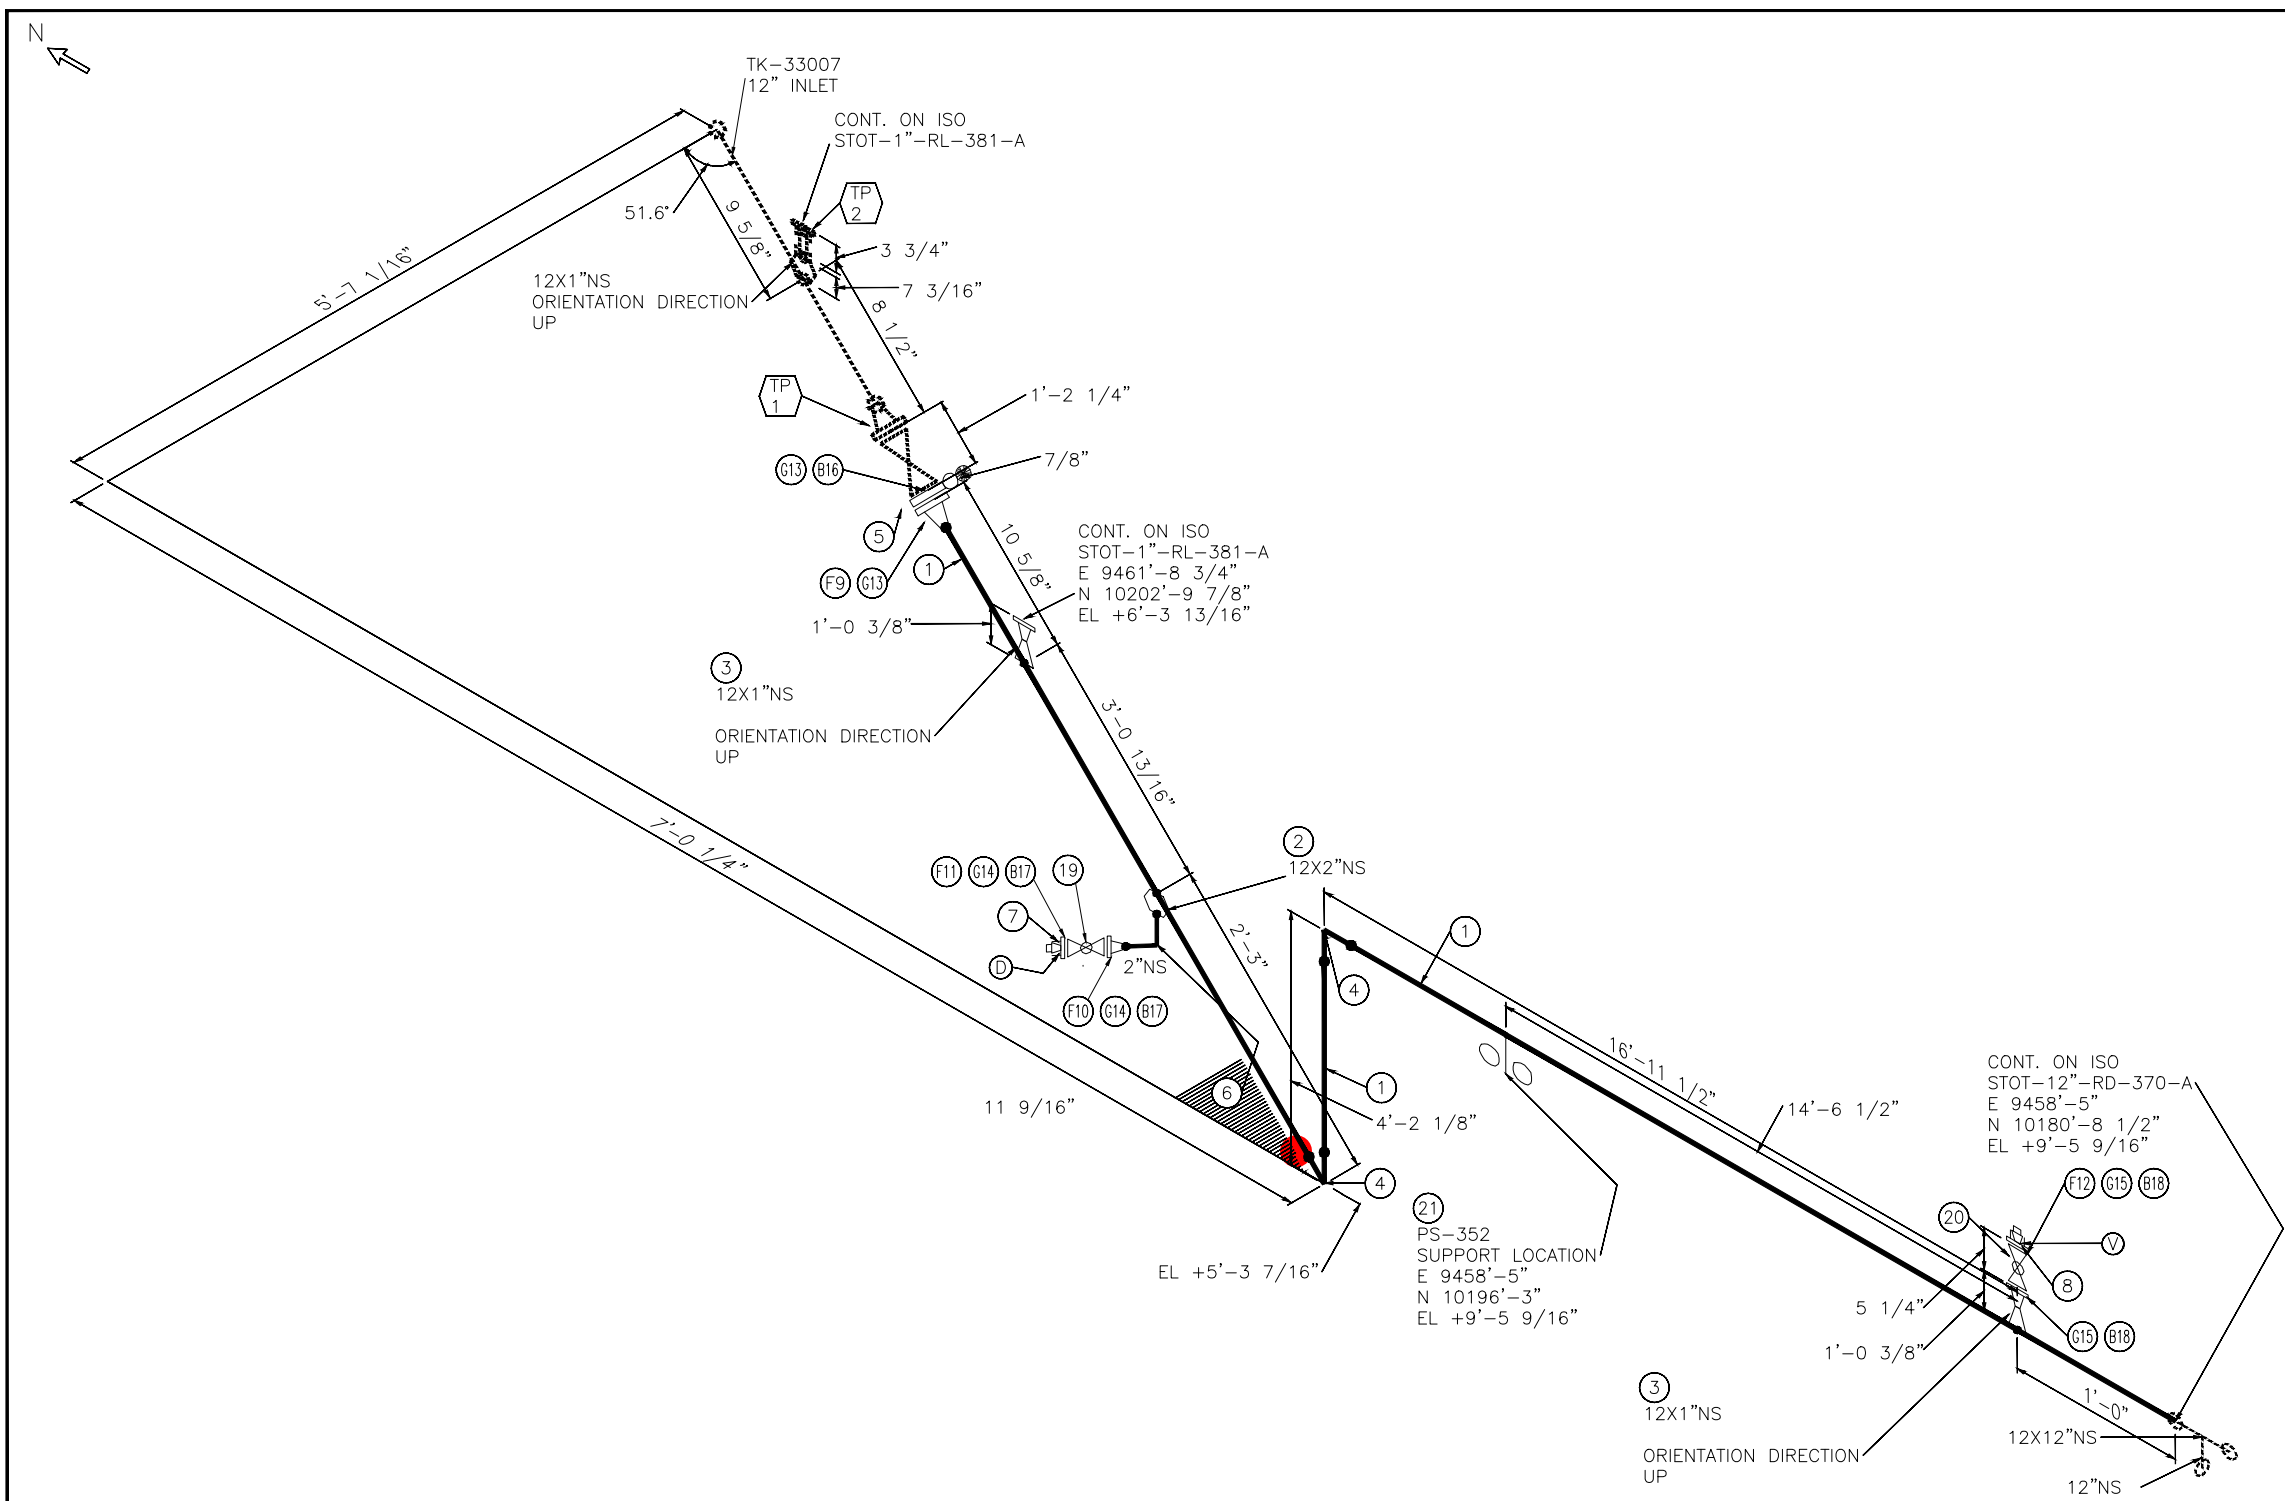 N
TK-33007
12" INLET
CONT. ON ISO
STOT-1"-RL-381-A
TP
2
51.6°
9 5/8"
3 3/4"
7 3/16"
8 1/2"
12X1"NS
ORIENTATION DIRECTION
UP
5'-7 1/16"
TP
1
1'-2 1/4"
7/8"
G13 B16
5
F9 G13
1
10 5/8"
CONT. ON ISO
STOT-1"-RL-381-A
E 9461'-8 3/4"
N 10202'-9 7/8"
EL +6'-3 13/16"
1'-0 3/8"
3
12X1"NS
ORIENTATION DIRECTION
UP
3'-0 13/16"
7'-0 1/4"
2
12X2"NS
F11 G14 B17 19
7
D
2"NS
F10 G14 B17
2'-3"
1
4
16'-11 1/2"
14'-6 1/2"
6
11 9/16"
1
4'-2 1/8"
4
EL +5'-3 7/16"
21
PS-352
SUPPORT LOCATION
E 9458'-5"
N 10196'-3"
EL +9'-5 9/16"
CONT. ON ISO
STOT-12"-RD-370-A
E 9458'-5"
N 10180'-8 1/2"
EL +9'-5 9/16"
F12 G15 B18
20
V
8
5 1/4"
G15 B18
1'-0 3/8"
3
12X1"NS
ORIENTATION DIRECTION
UP
1'-0"
12X12"NS
12"NS